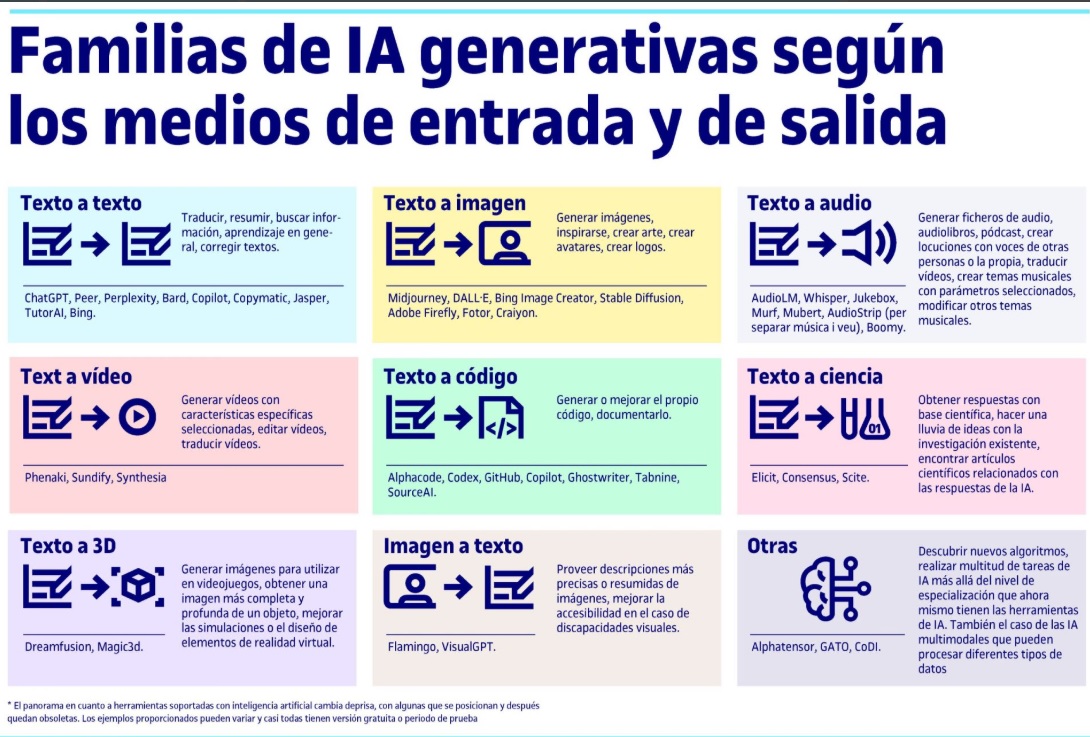 Familias de IA generativas según
los medios de entrada y de salida
Texto a texto
Traducir, resumir, buscar infor-
mación, aprendizaje en gene-
ral, corregir textos.
ChatGPT, Peer, Perplexity, Bard, Copilot, Copymatic, Jasper,
TutorAI, Bing.
Texto a imagen
Generar imágenes,
inspirarse, crear arte, crear
avatares, crear logos.
Midjourney, DALL·E, Bing Image Creator, Stable Diffusion,
Adobe Firefly, Fotor, Craiyon.
Texto a audio
Generar ficheros de audio,
audiolibros, pódcast, crear
locuciones con voces de otras
personas o la propia, traducir
vídeos, crear temas musicales
con parámetros seleccionados,
modificar otros temas
musicales.
AudioLM, Whisper, Jukebox,
Murf, Mubert, AudioStrip (per
separar música i veu), Boomy.
Text a vídeo
Generar vídeos con
características específicas
seleccionadas, editar vídeos,
traducir vídeos.
Phenaki, Sundify, Synthesia
Texto a código
</>
Generar o mejorar el propio
código, documentarlo.
Alphacode, Codex, GitHub, Copilot, Ghostwriter, Tabnine,
SourceAI.
Texto a ciencia
01
Obtener respuestas con
base científica, hacer una
lluvia de ideas con la
investigación existente,
encontrar artículos
científicos relacionados con
las respuestas de la IA.
Elicit, Consensus, Scite.
Texto a 3D
Generar imágenes para utilizar
en videojuegos, obtener una
imagen más completa y
profunda de un objeto, mejorar
las simulaciones o el diseño de
elementos de realidad virtual.
Dreamfusion, Magic3d.
Imagen a texto
Proveer descripciones más
precisas o resumidas de
imágenes, mejorar la
accesibilidad en el caso de
discapacidades visuales.
Flamingo, VisualGPT.
Otras
Descubrir nuevos algoritmos,
realizar multitud de tareas de
IA más allá del nivel de
especialización que ahora
mismo tienen las herramientas
de IA. También el caso de las IA
multimodales que pueden
procesar diferentes tipos de
datos
Alphatensor, GATO, CoDI.
* El panorama en cuanto a herramientas soportadas con inteligencia artificial cambia deprisa, con algunas que se posicionan y después
quedan obsoletas. Los ejemplos proporcionados pueden variar y casi todas tienen versión gratuita o periodo de prueba